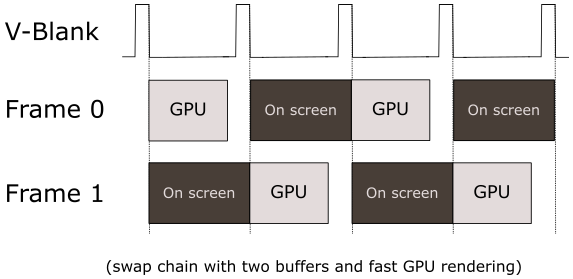 V-Blank
Frame 0
GPU
On screen
GPU
On screen
Frame 1
On screen
GPU
On screen
GPU
(swap chain with two buffers and fast GPU rendering)